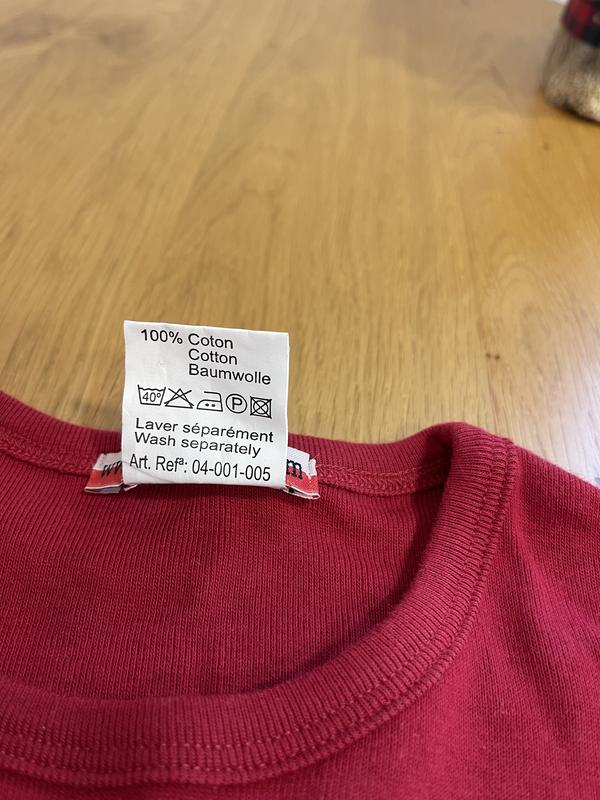 100% Coton
Cotton
Baumwolle
40°
P
Laver séparément
Wash separately
Art. Refª: 04-001-005